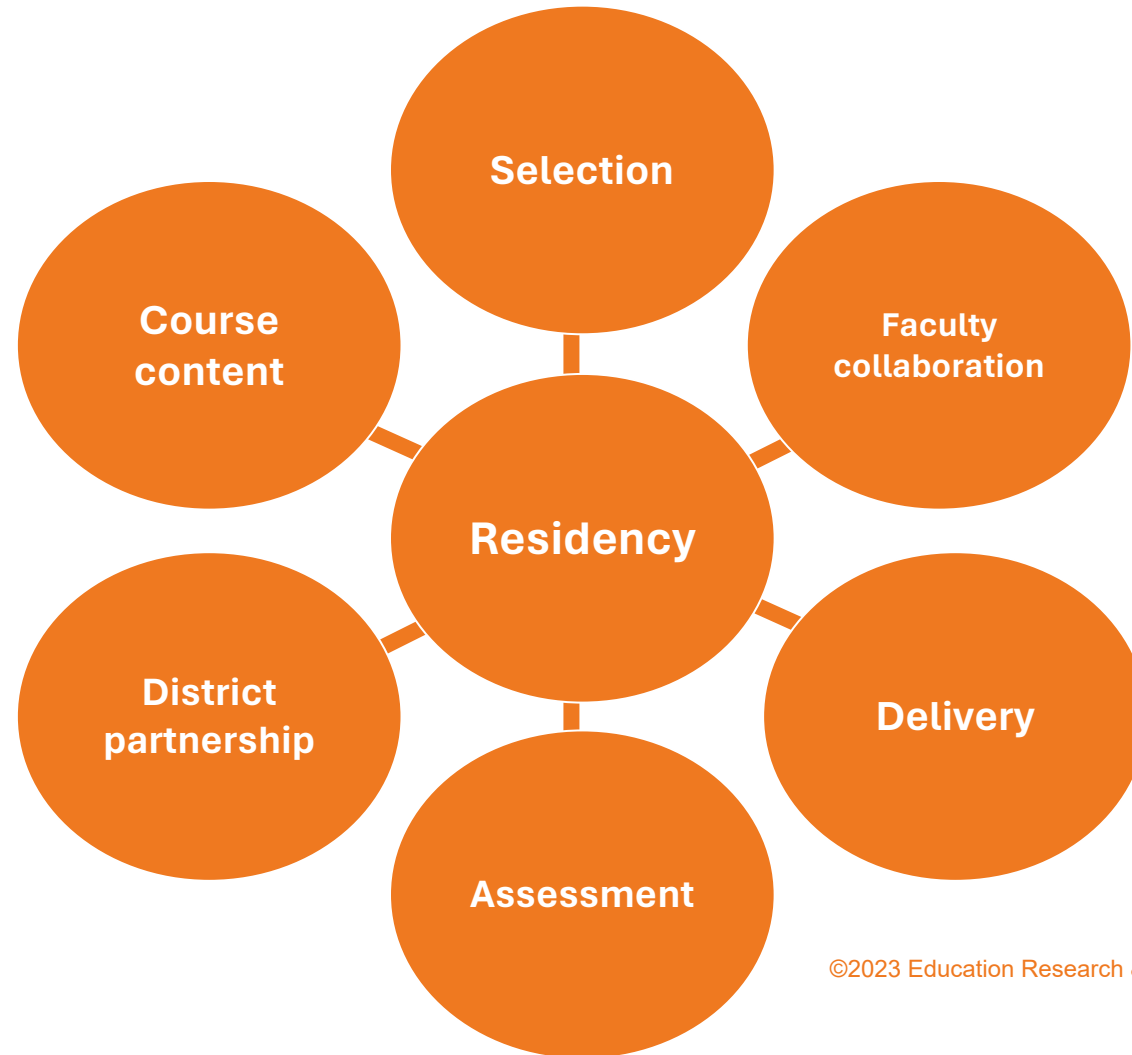 Selection
Course
content
Faculty
collaboration
Residency
District
partnership
Delivery
Assessment
©2023 Education Research